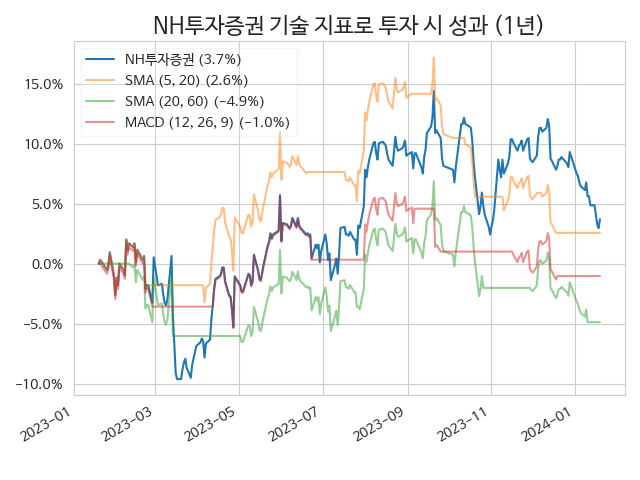 NH투자증권 기술 지표로 투자 시 성과 (1년)
NH투자증권 (3.7%)
SMA (5, 20) (2.6%)
SMA (20, 60) (−4.9%)
MACD (12, 26, 9) (−1.0%)
15.0%
10.0%
5.0%
0.0%
−5.0%
−10.0%
2023-01
2023-03
2023-05
2023-07
2023-09
2023-11
2024-01